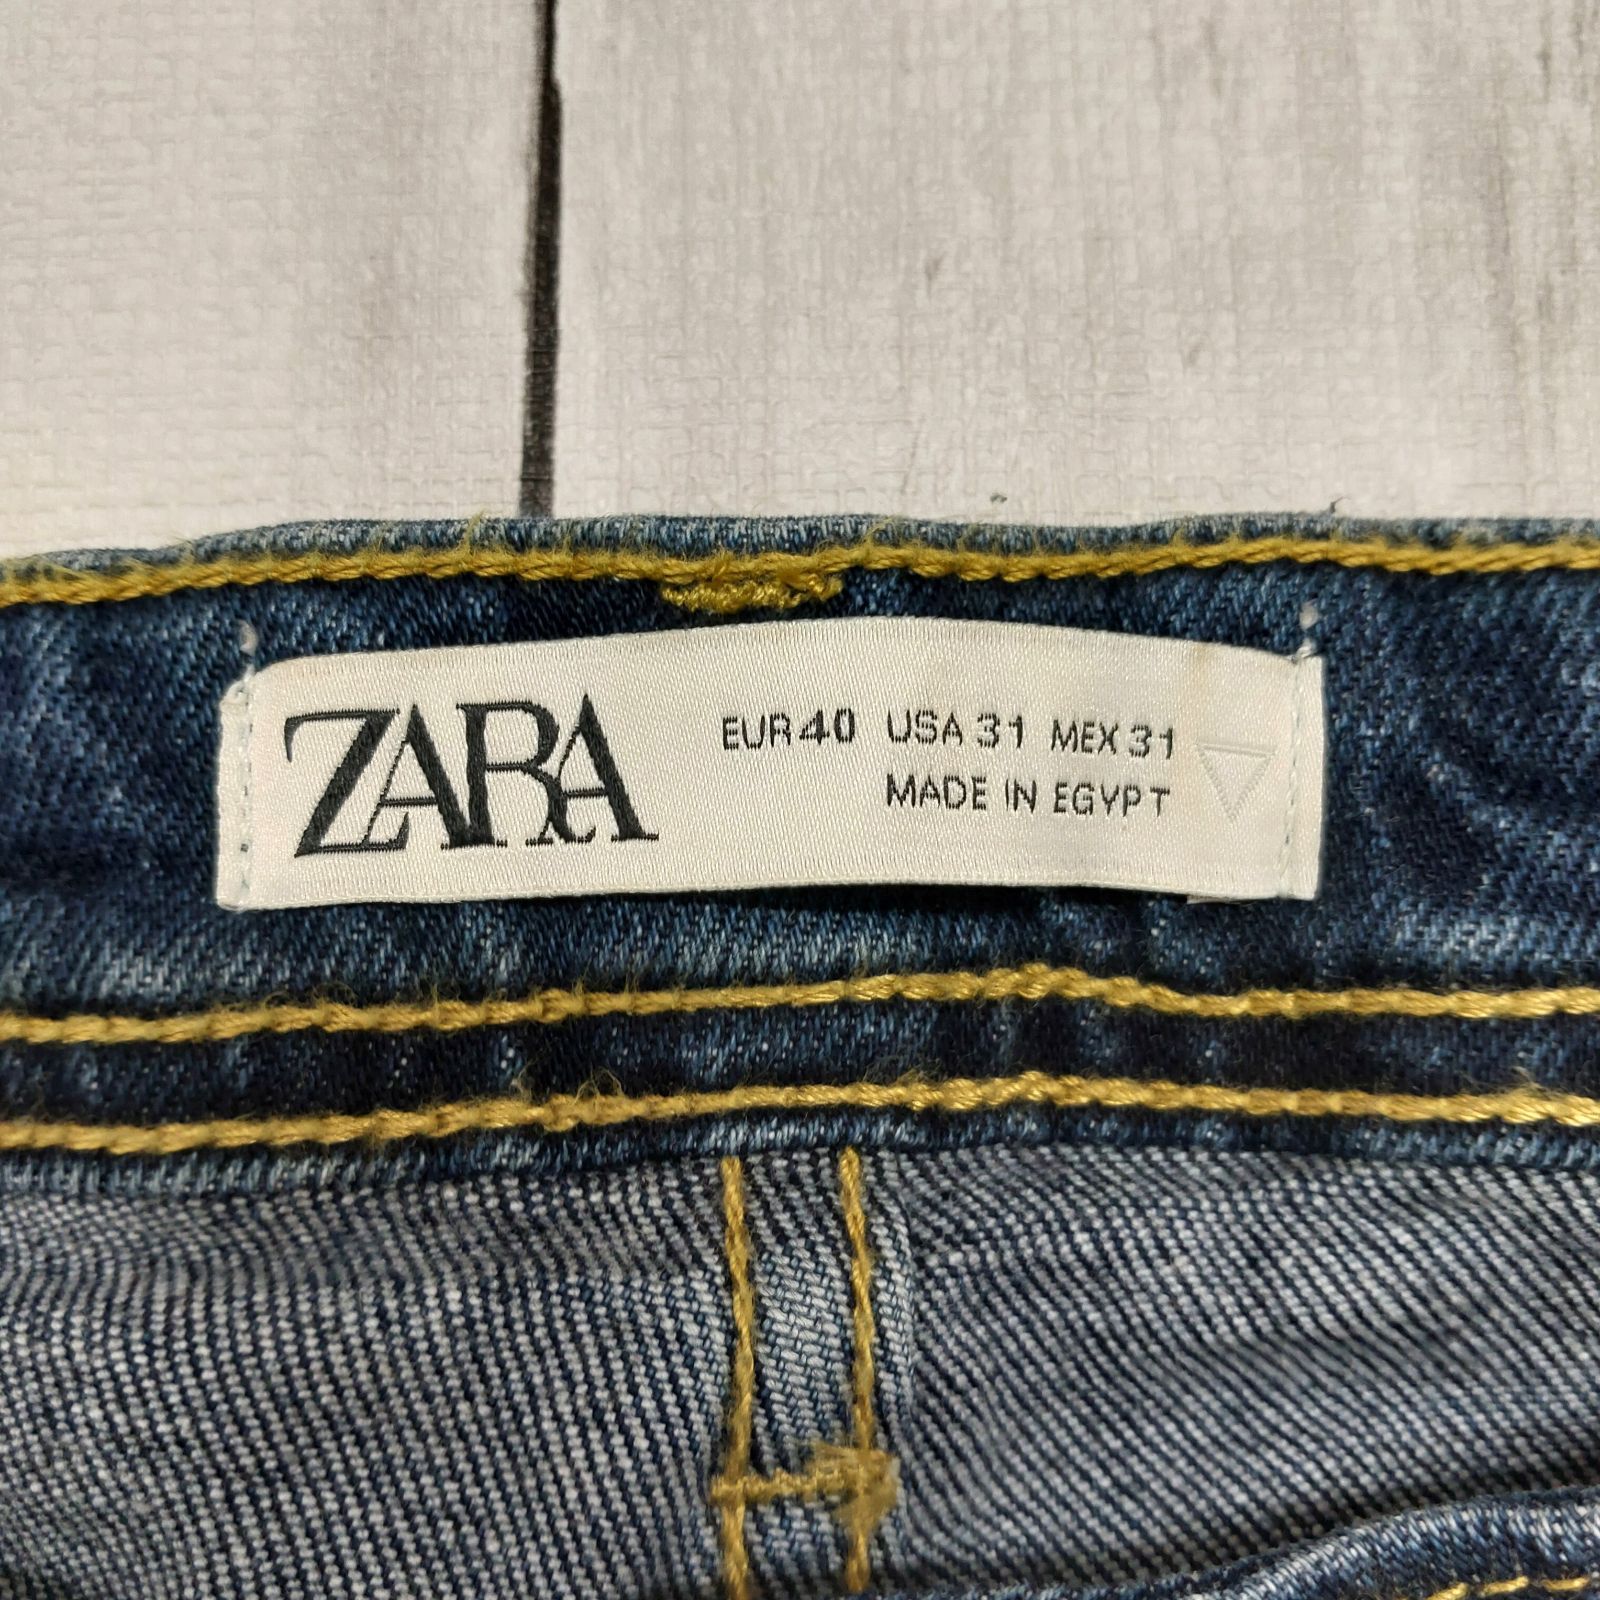 ZARA
EUR 40 USA 31 MEX 31
MADE IN EGYPT